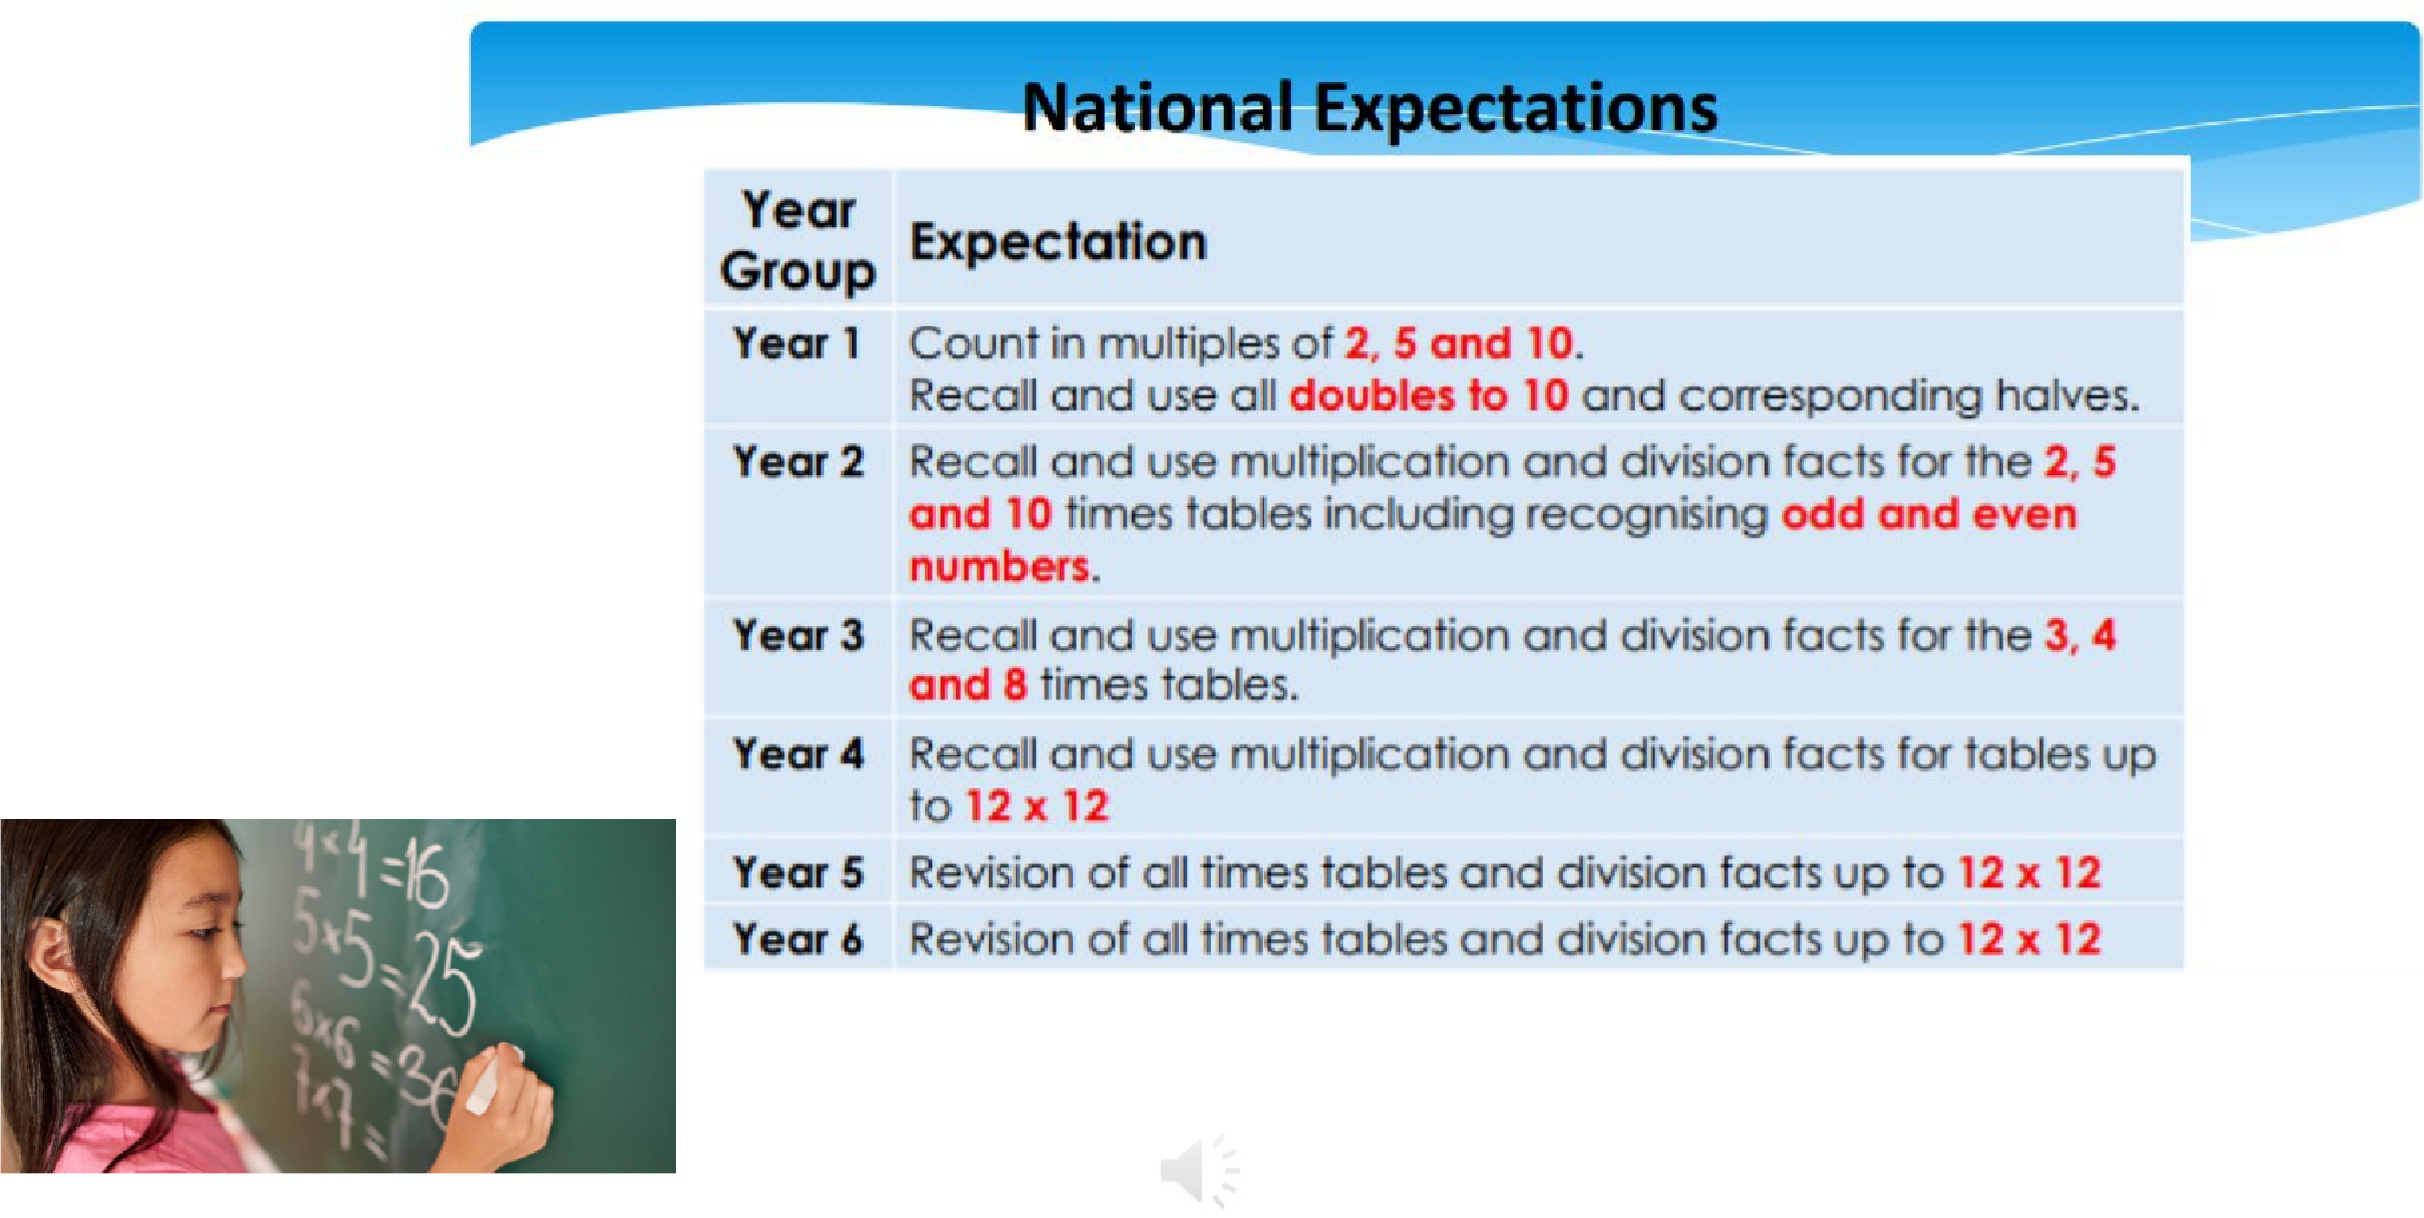 National Expectations
Year
Group
Expectation
Year 1
Count in multiples of 2, 5 and 10.
Recall and use all doubles to 10 and corresponding halves.
Year 2
Recall and use multiplication and division facts for the 2, 5
and 10 times tables including recognising odd and even
numbers.
Year 3
Recall and use multiplication and division facts for the 3, 4
and 8 times tables.
Year 4
Recall and use multiplication and division facts for tables up
to 12 x 12
Year 5
Revision of all times tables and division facts up to 12 x 12
Year 6
Revision of all times tables and division facts up to 12 x 12
4×4=16
5×5=25
6×6=36
7×7=